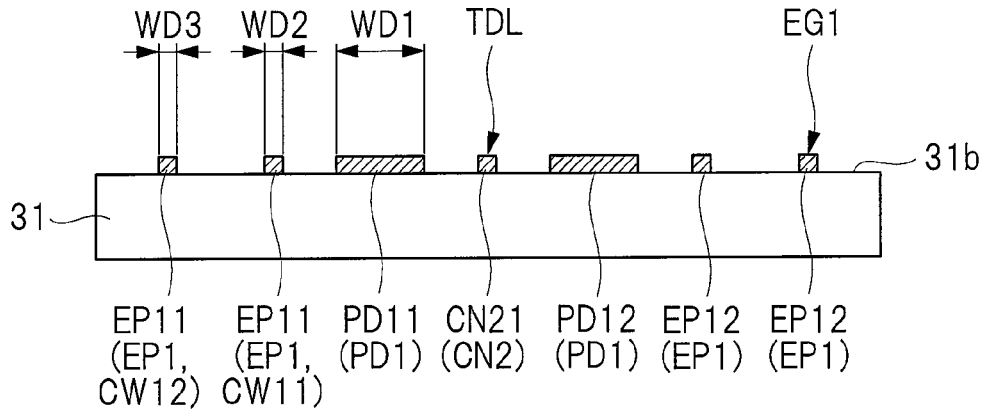 WD3 WD2 WD1 TDL EG1
31b
31
EP11 EP11 PD11 CN21 PD12 EP12 EP12
(EP1, (EP1, (PD1) (CN2) (PD1) (EP1) (EP1)
CW12) CW11)